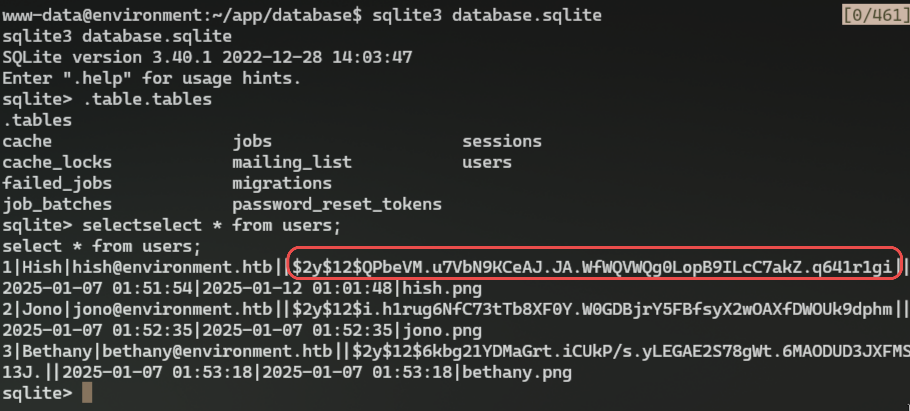 www-data@environment:~/app/database$ sqlite3 database.sqlite [0/461]
sqlite3 database.sqlite
SQLite version 3.40.1 2022-12-28 14:03:47
Enter ".help" for usage hints.
sqlite> .table.tables
.tables
cache jobs sessions
cache_locks mailing_list users
failed_jobs migrations
job_batches password_reset_tokens
sqlite> selectselect * from users;
select * from users;
1|Hish|hish@environment.htb||$2y$12$QPbeVM.u7VbN9KCeAJ.JA.WfWQVWQg0LopB9ILcC7akZ.q641r1gi||
2025-01-07 01:51:54|2025-01-12 01:01:48|hish.png
2|Jono|jono@environment.htb||$2y$12$i.h1rug6NfC73tTb8XF0Y.W0GDBjrY5FBfsyX2wOAXfDWOUk9dphm||
2025-01-07 01:52:35|2025-01-07 01:52:35|jono.png
3|Bethany|bethany@environment.htb||$2y$12$6kbg21YDMaGrt.iCUkP/s.yLEGAE2S78gWt.6MAODUD3JXFMS
13J.||2025-01-07 01:53:18|2025-01-07 01:53:18|bethany.png
sqlite>